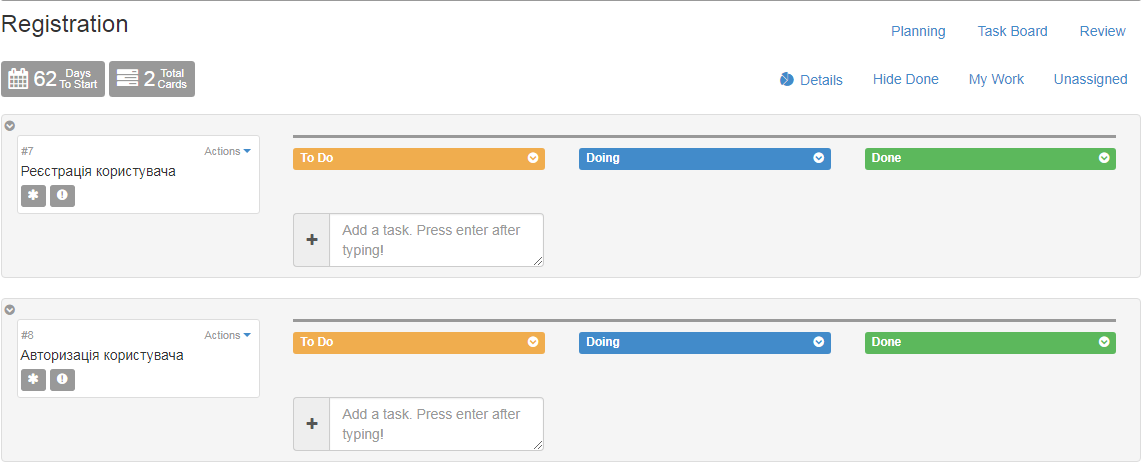 Registration
Planning Task Board Review
62 Days To Start 2 Total Cards
Details Hide Done My Work Unassigned
#7 Actions
Реєстрація користувача
To Do Doing Done
Add a task. Press enter after
typing!
#8 Actions
Авторизація користувача
To Do Doing Done
Add a task. Press enter after
typing!